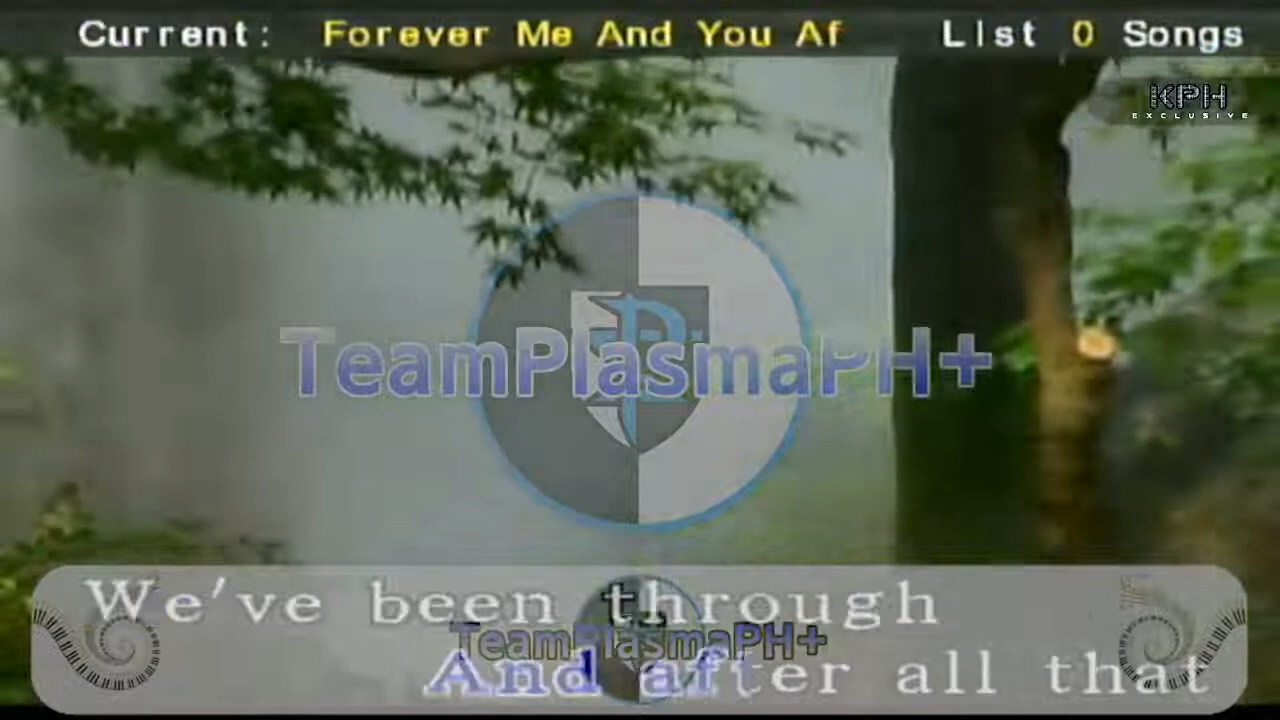 Current: Forever Me And You Af List 0 Songs
KPH
EXCLUSIVE
TeamPlasmaPH+
We've been through
TeamPlasmaPH+
And after all that